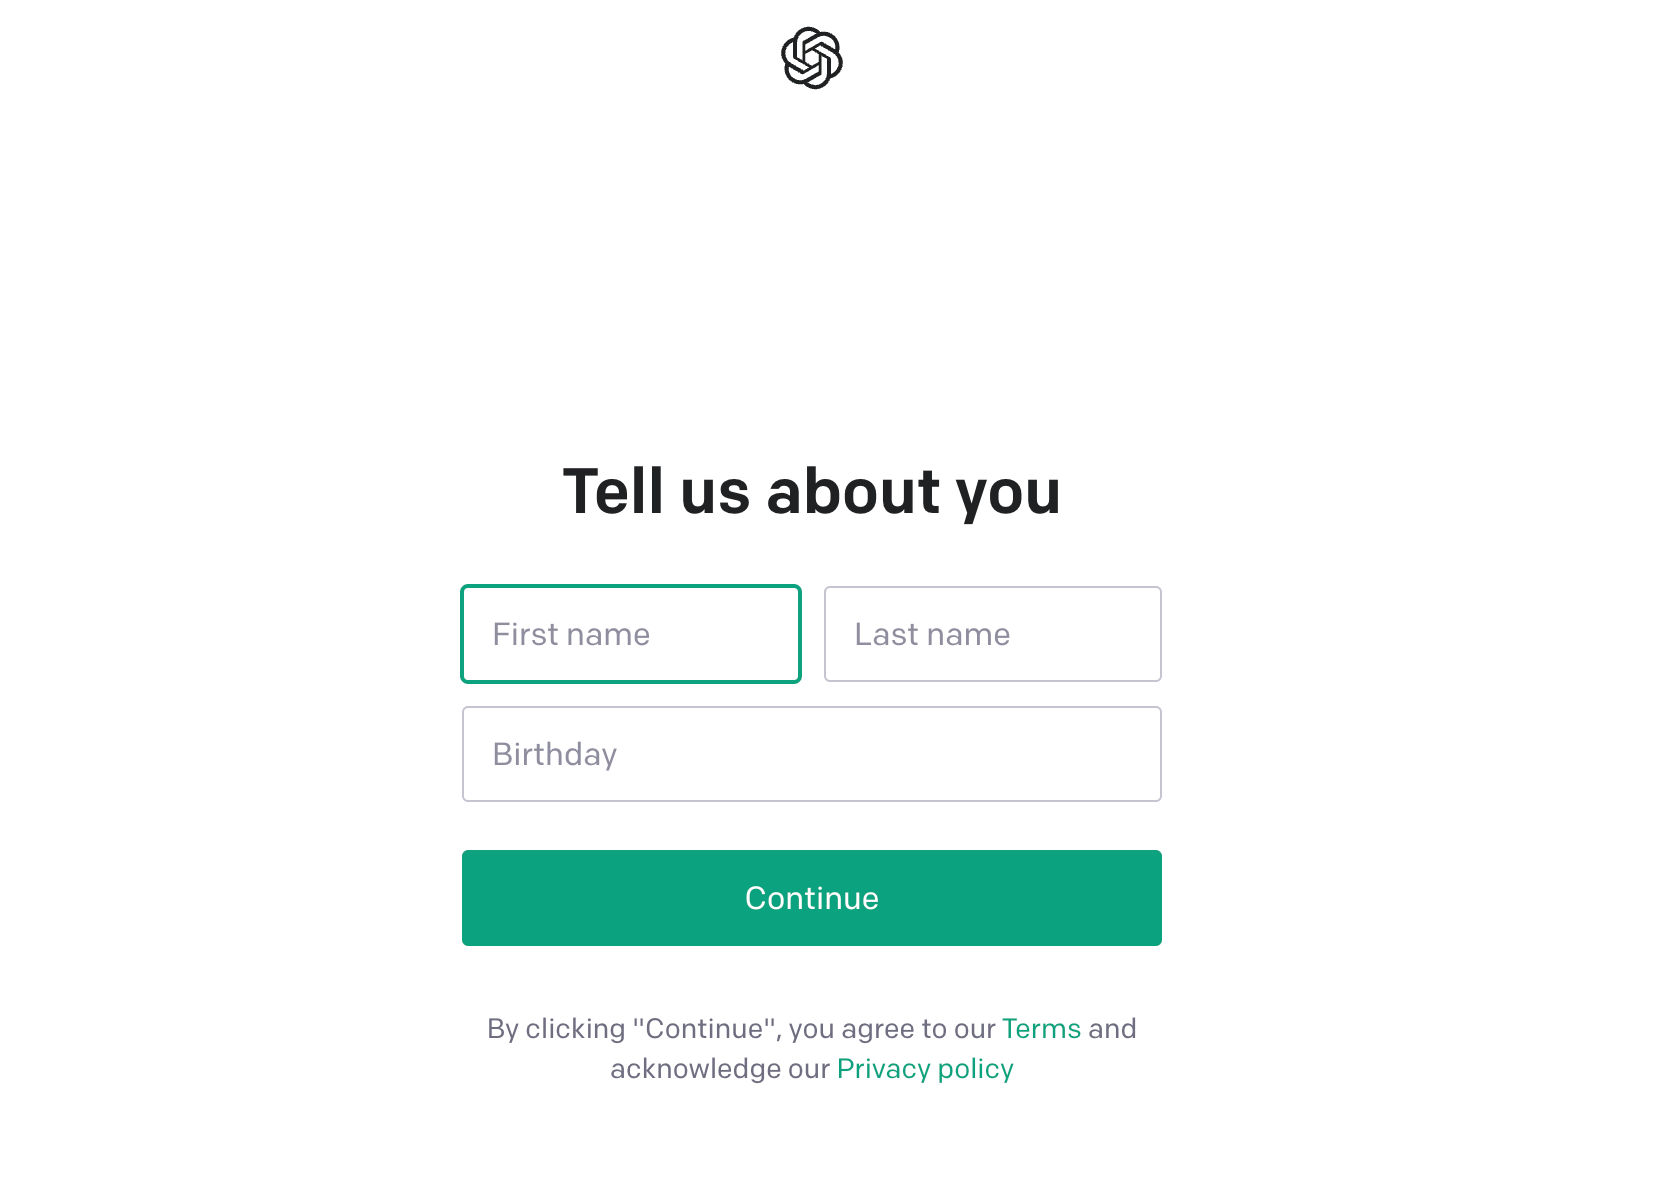 Tell us about you
First name
Last name
Birthday
Continue
By clicking "Continue", you agree to our Terms and
acknowledge our Privacy policy